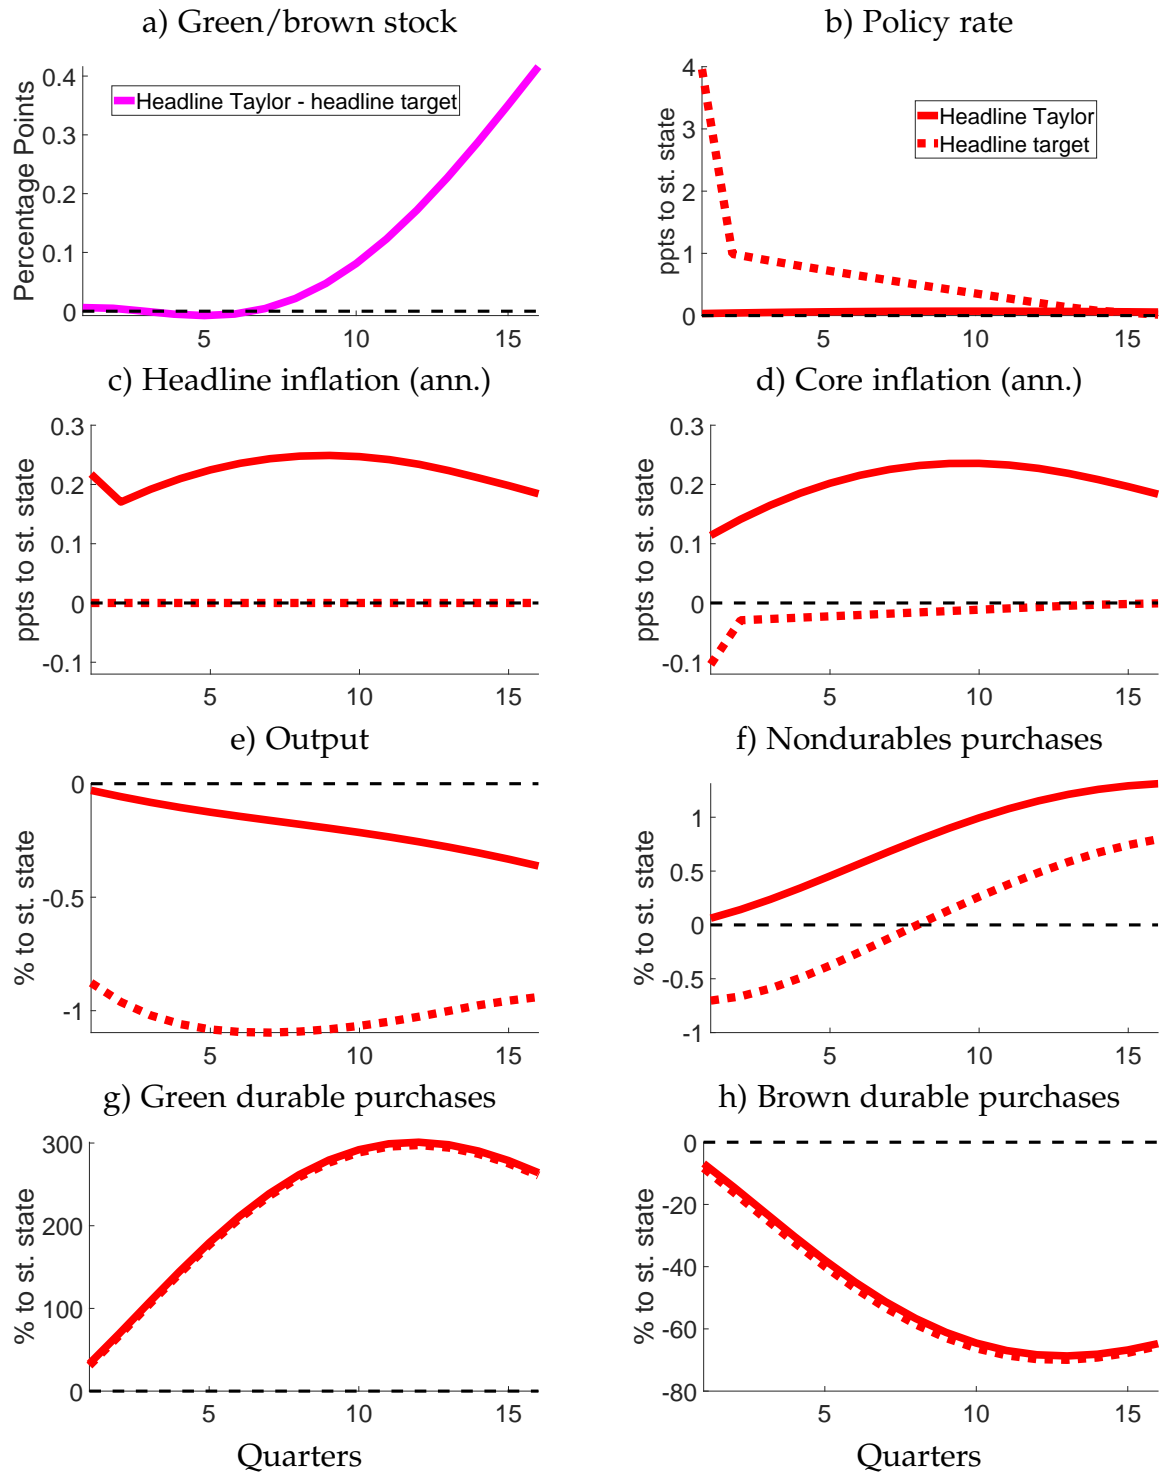 a) Green/brown stock
Percentage Points
0.4
0.3
0.2
0.1
0
Headline Taylor - headline target
5
10
15
b) Policy rate
ppts to st. state
4
3
2
1
0
Headline Taylor
Headline target
5
10
15
c) Headline inflation (ann.)
ppts to st. state
0.3
0.2
0.1
0
-0.1
5
10
15
d) Core inflation (ann.)
ppts to st. state
0.3
0.2
0.1
0
-0.1
5
10
15
e) Output
% to st. state
0
-0.5
-1
5
10
15
f) Nondurables purchases
% to st. state
1
0.5
0
-0.5
-1
5
10
15
g) Green durable purchases
% to st. state
300
200
100
0
5
10
15
Quarters
h) Brown durable purchases
% to st. state
0
-20
-40
-60
-80
5
10
15
Quarters